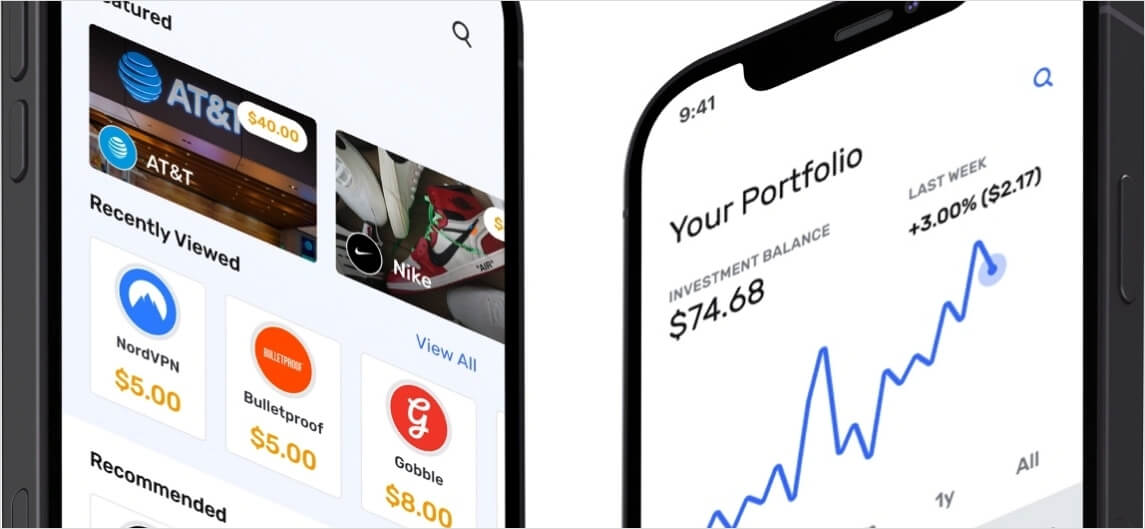 eatured
AT&T
$40.00
AT&T
"AIR"
Nike
Recently Viewed
View All
NordVPN
$5.00
BULLETPROOF
Bulletproof
$5.00
G
Gobble
$8.00
Recommended
9:41
Your Portfolio
LAST WEEK
+3.00% ($2.17)
INVESTMENT BALANCE
$74.68
1y
All